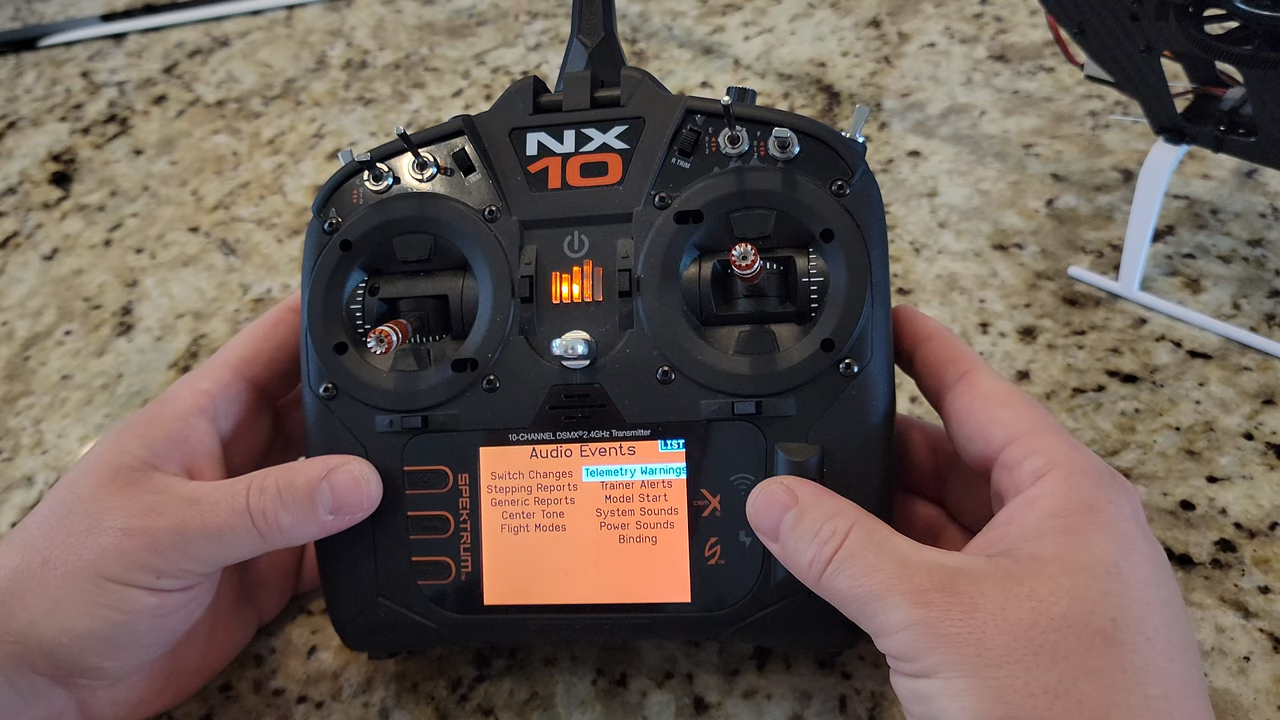 NX
10
R TRIM
10-CHANNEL DSMX®2.4GHz Transmitter
SPEKTRUM
Audio Events
LIST
Switch Changes
Stepping Reports
Generic Reports
Center Tone
Flight Modes
Telemetry Warnings
Trainer Alerts
Model Start
System Sounds
Power Sounds
Binding